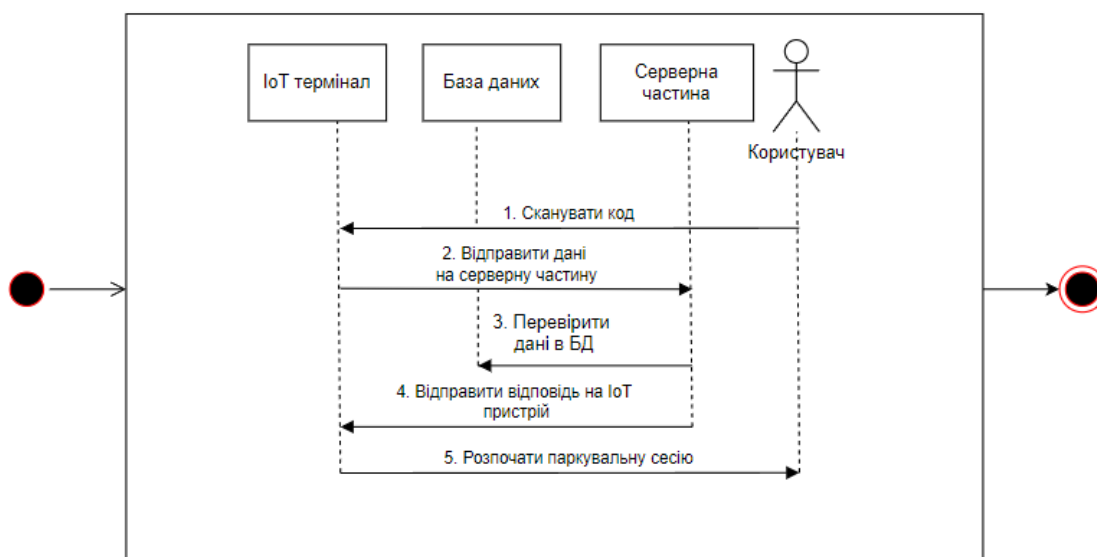 IoT термінал
База даних
Серверна
частина
Користувач
1. Сканувати код
2. Відправити дані
на серверну частину
3. Перевірити
дані в БД
4. Відправити відповідь на IoT
пристрій
5. Розпочати паркувальну сесію